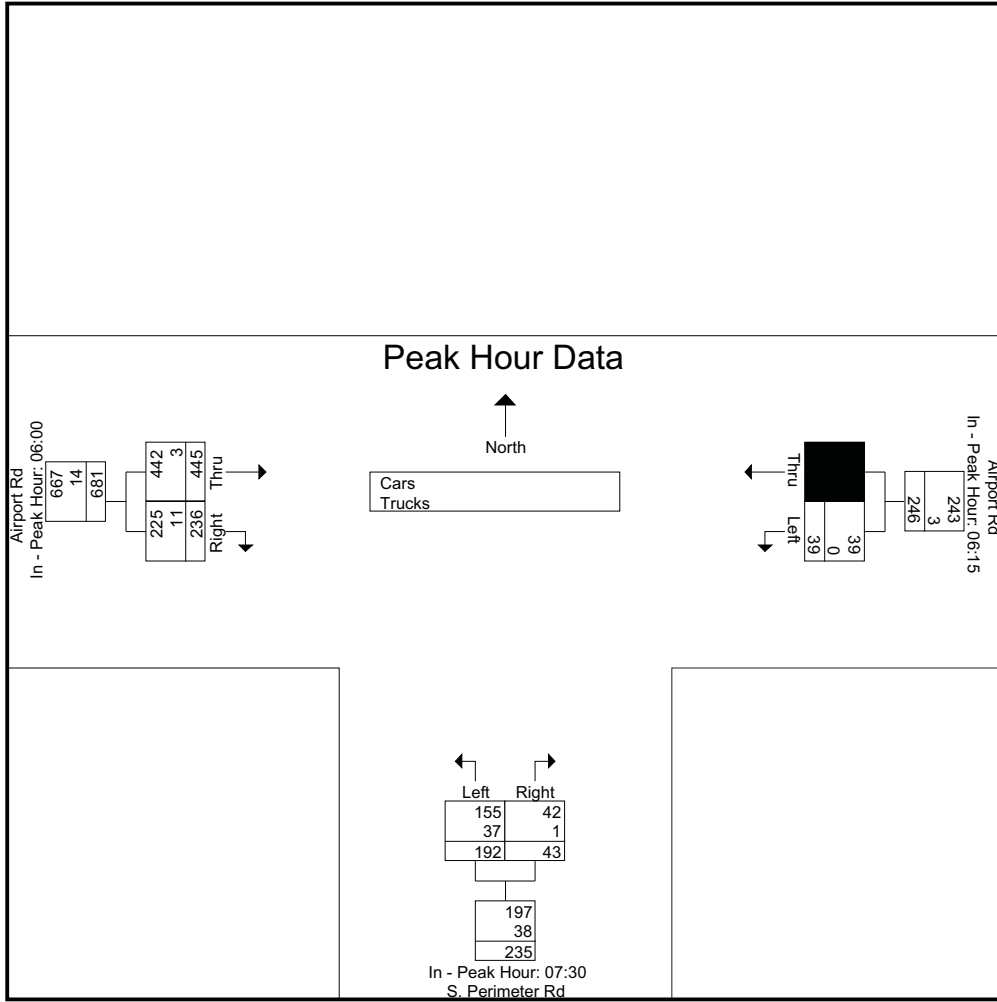 Peak Hour Data
North
Cars
Trucks
Airport Rd
In - Peak Hour: 06:00
667
14
681
442
3
445
Thru
225
11
236
Right
Thru
Left
39
0
39
243
3
246
Airport Rd
In - Peak Hour: 06:15
Left Right
155 42
37 1
192 43
197
38
235
In - Peak Hour: 07:30
S. Perimeter Rd